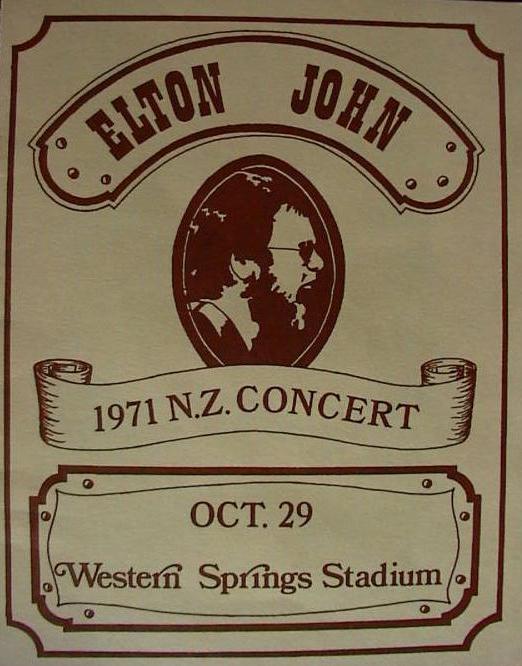 ELTON JOHN
1971 N.Z. CONCERT
OCT. 29
Western Springs Stadium